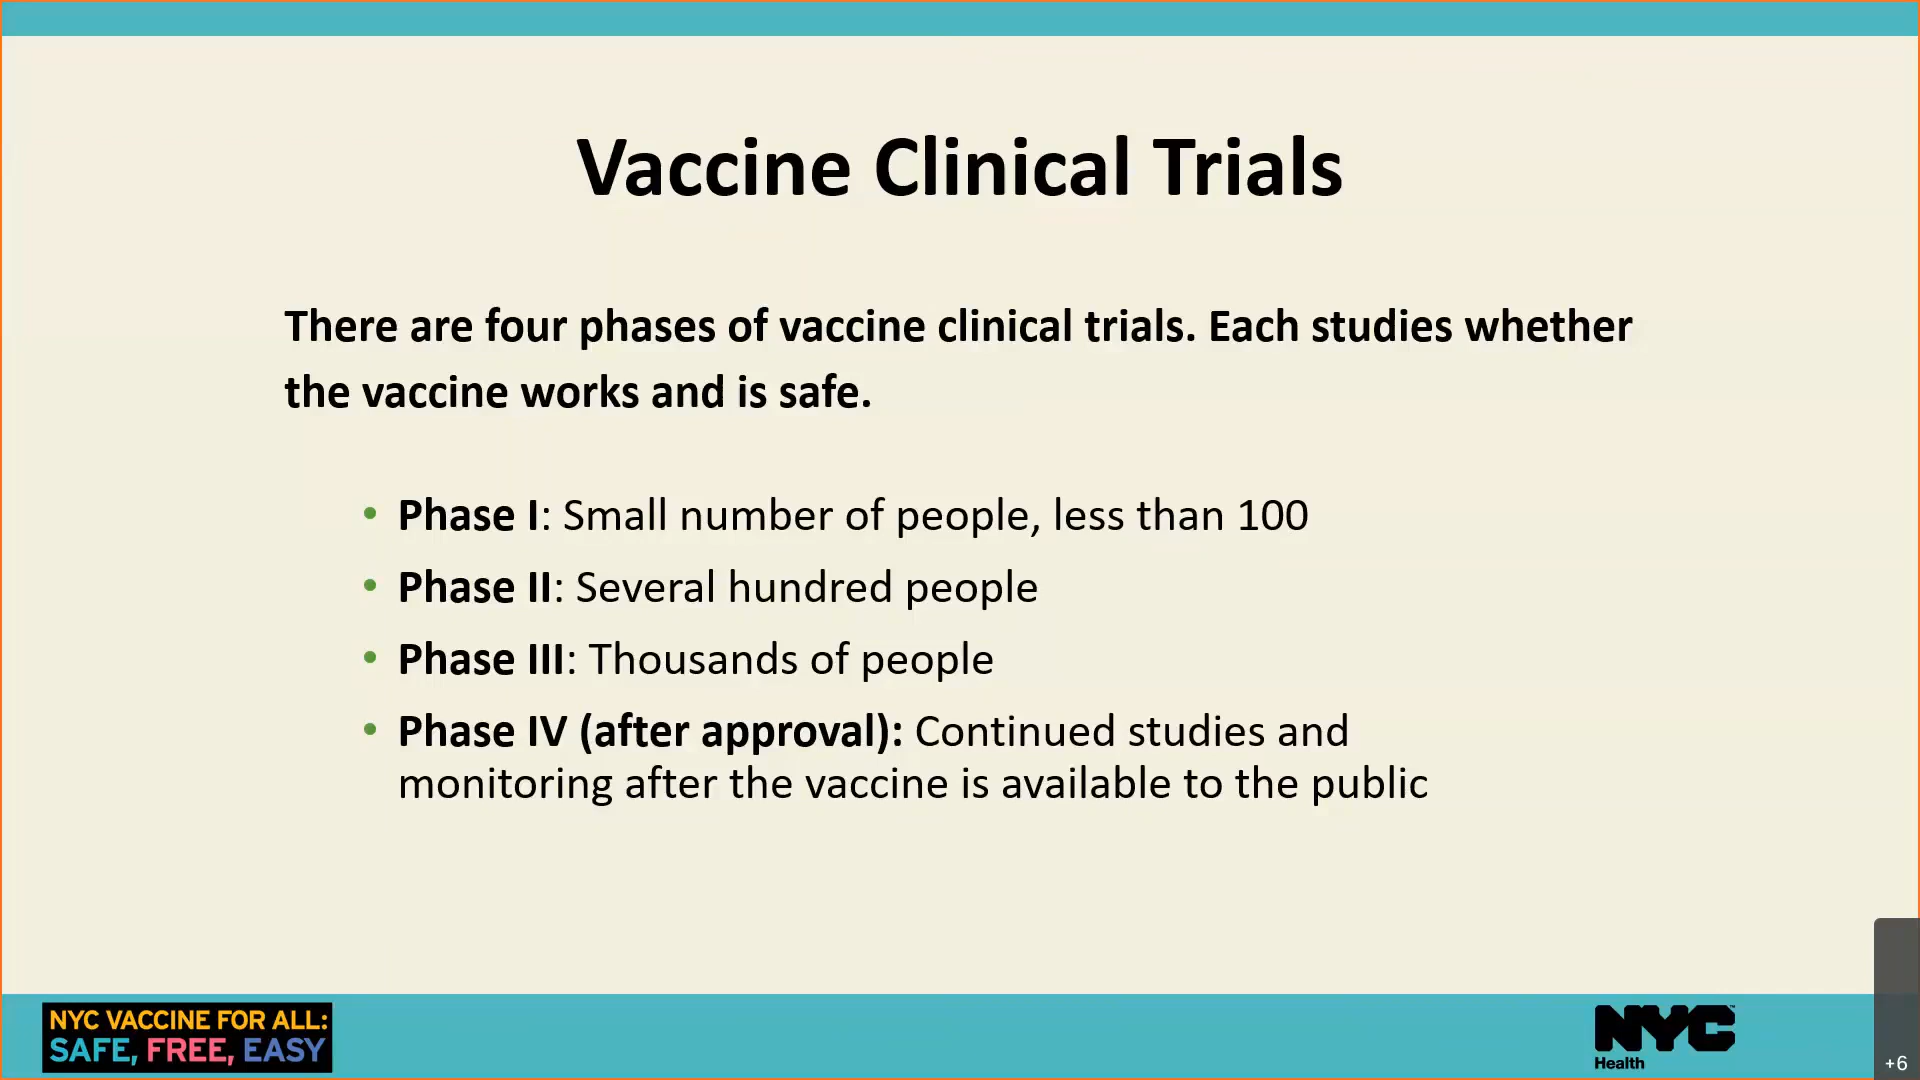 Vaccine Clinical Trials
There are four phases of vaccine clinical trials. Each studies whether
the vaccine works and is safe.
• Phase I: Small number of people, less than 100
• Phase II: Several hundred people
• Phase III: Thousands of people
• Phase IV (after approval): Continued studies and
monitoring after the vaccine is available to the public
NYC VACCINE FOR ALL:
SAFE, FREE, EASY
NYC
Health
+6